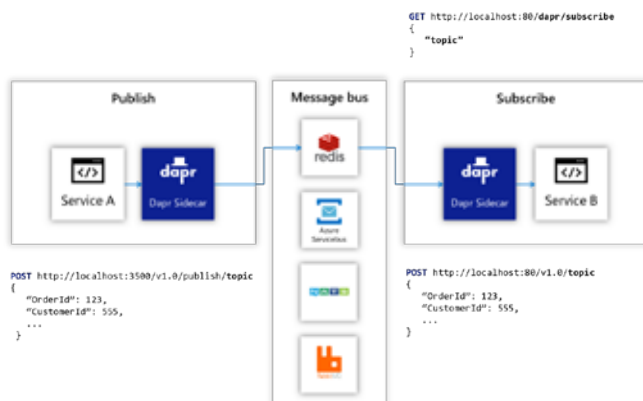 GET http://localhost:80/dapr/subscribe
{
“topic”
}
Publish
Message bus
Subscribe
</>
Service A
dapr
Dapr Sidecar
redis
Azure
Servicebus
dapr
Dapr Sidecar
</>
Service B
POST http://localhost:3500/v1.0/publish/topic
{
“OrderId”: 123,
“CustomerId”: 555,
...
}
POST http://localhost:80/v1.0/topic
{
“OrderId”: 123,
“CustomerId”: 555,
...
}